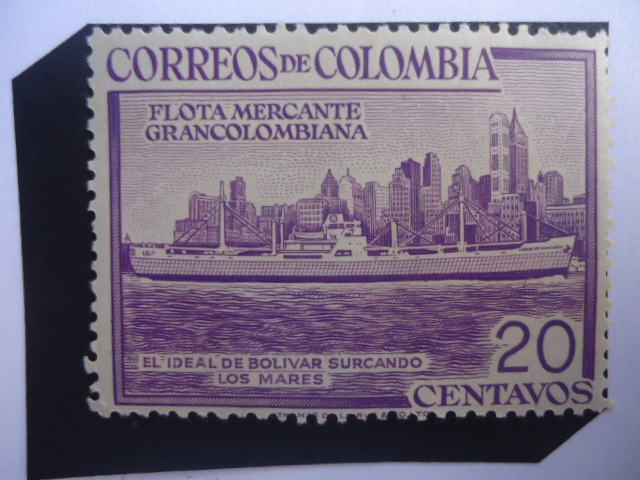 CORREOS DE COLOMBIA
FLOTA MERCANTE
GRANCOLOMBIANA
EL IDEAL DE BOLIVAR SURCANDO
LOS MARES
20
CENTAVOS